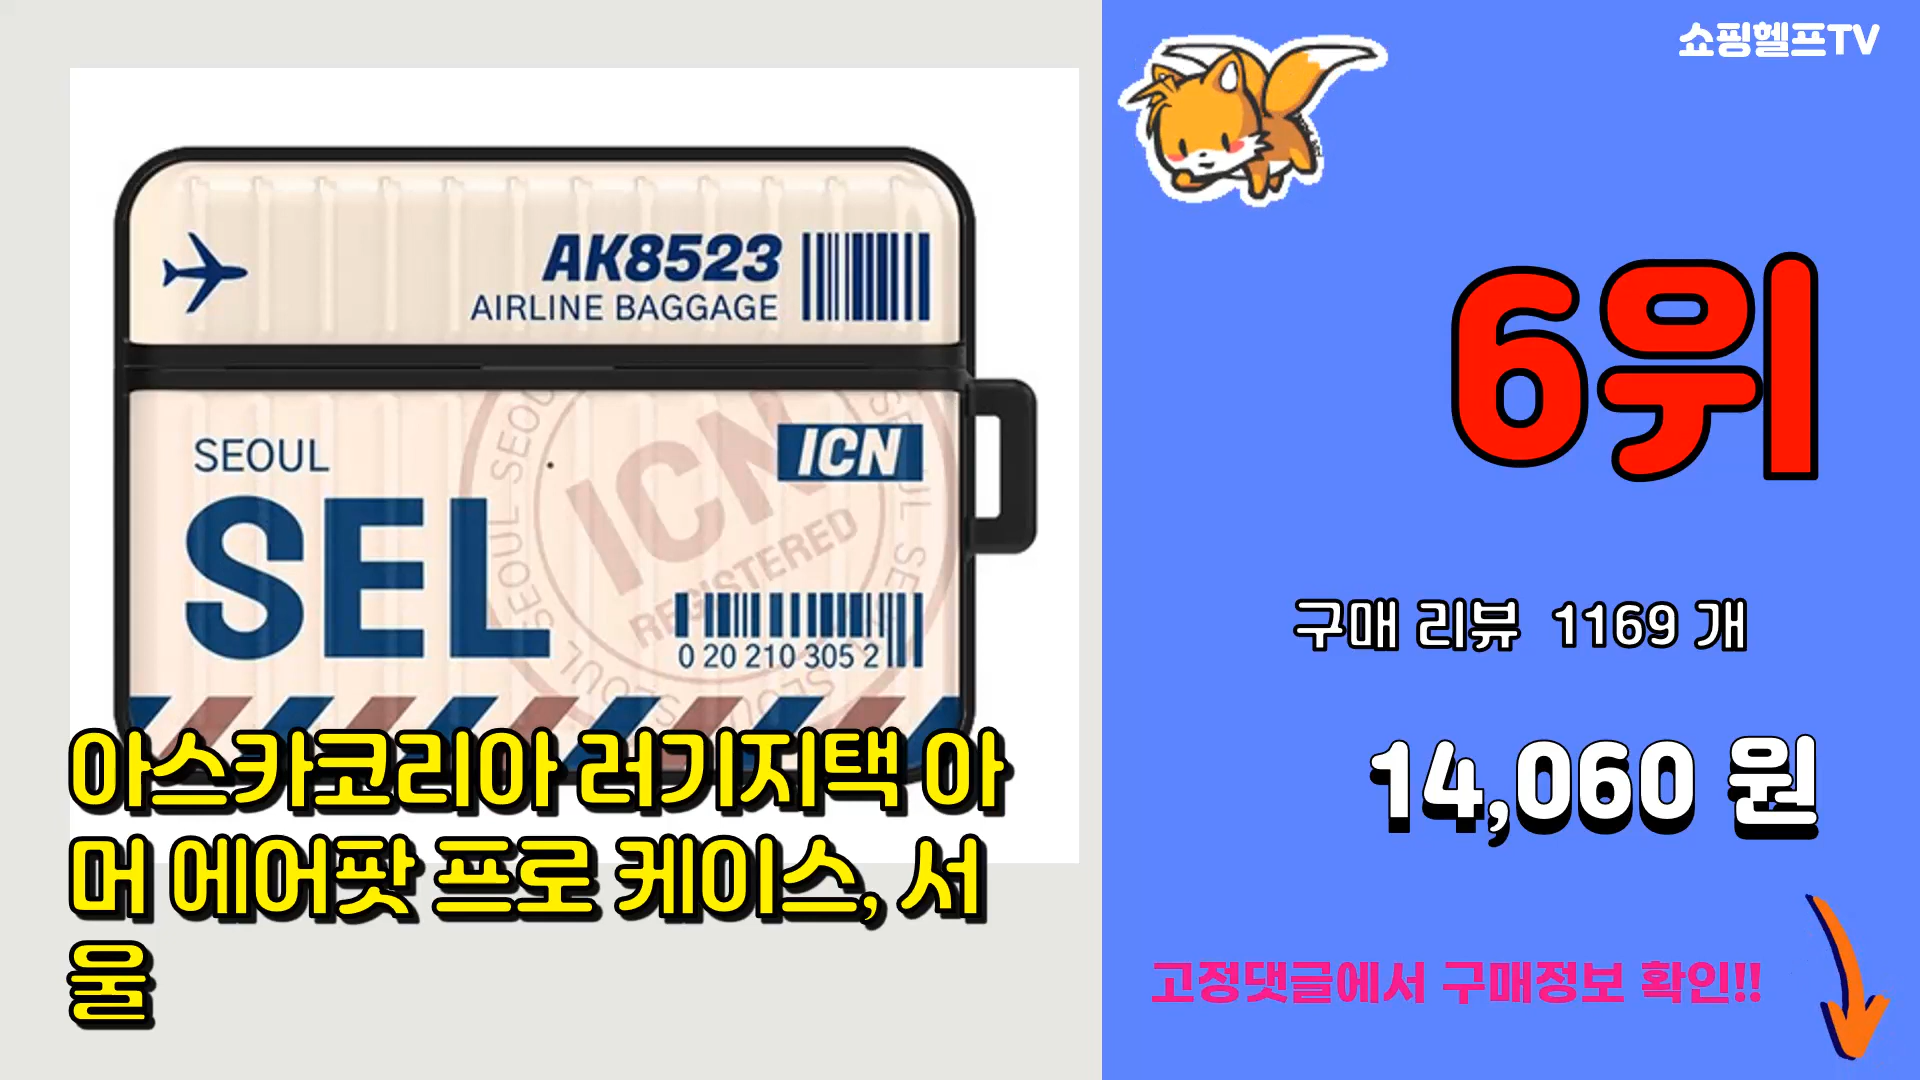 쇼핑헬프TV
AK8523
AIRLINE BAGGAGE
SEOUL
ICN
SEL
ICN
REGISTERED
0 20 210 305 2
6위
구매 리뷰 1169 개
14,060 원
아스카코리아 러기지택 아
머 에어팟 프로 케이스, 서
울
고정댓글에서 구매정보 확인!!